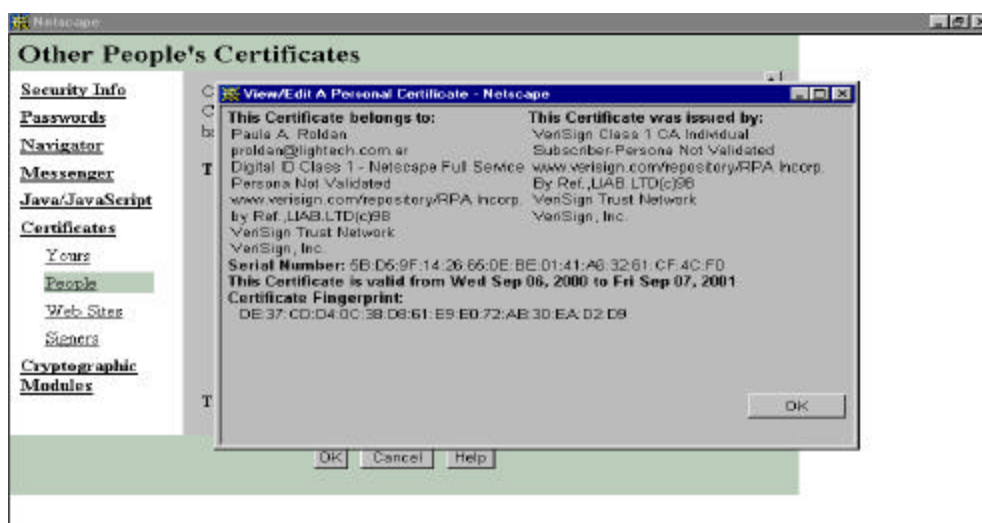 Netscape
Other People's Certificates
Security Info
Passwords
Navigator
Messenger
Java/JavaScript
Certificates
Yours
People
Web Sites
Signers
Cryptographic
Modules
View/Edit A Personal Certificate - Netscape
This Certificate belongs to:
Paula A. Roldan
proldan@lightech.com.ar
Digital ID Class 1 - Netscape Full Service
Persona Not Validated
www.verisign.com/repository/RPA Incorp.
by Ref.,LIAB.LTD(c)98
VeriSign Trust Network
VeriSign, Inc.
This Certificate was issued by:
VeriSign Class 1 CA Individual
Subscriber-Persona Not Validated
www.verisign.com/repository/RPA Incorp.
By Ref.,LIAB.LTD(c)98
VeriSign Trust Network
VeriSign, Inc.
Serial Number: 5B:D5:9F:14:26:65:0E:BE:01:41:A6:32:61:CF:4C:F0
This Certificate is valid from Wed Sep 06, 2000 to Fri Sep 07, 2001
Certificate Fingerprint:
DE:37:CD:D4:0C:3B:D8:61:E9:E0:72:AB:30:EA:D2:D9
OK
OK Cancel Help